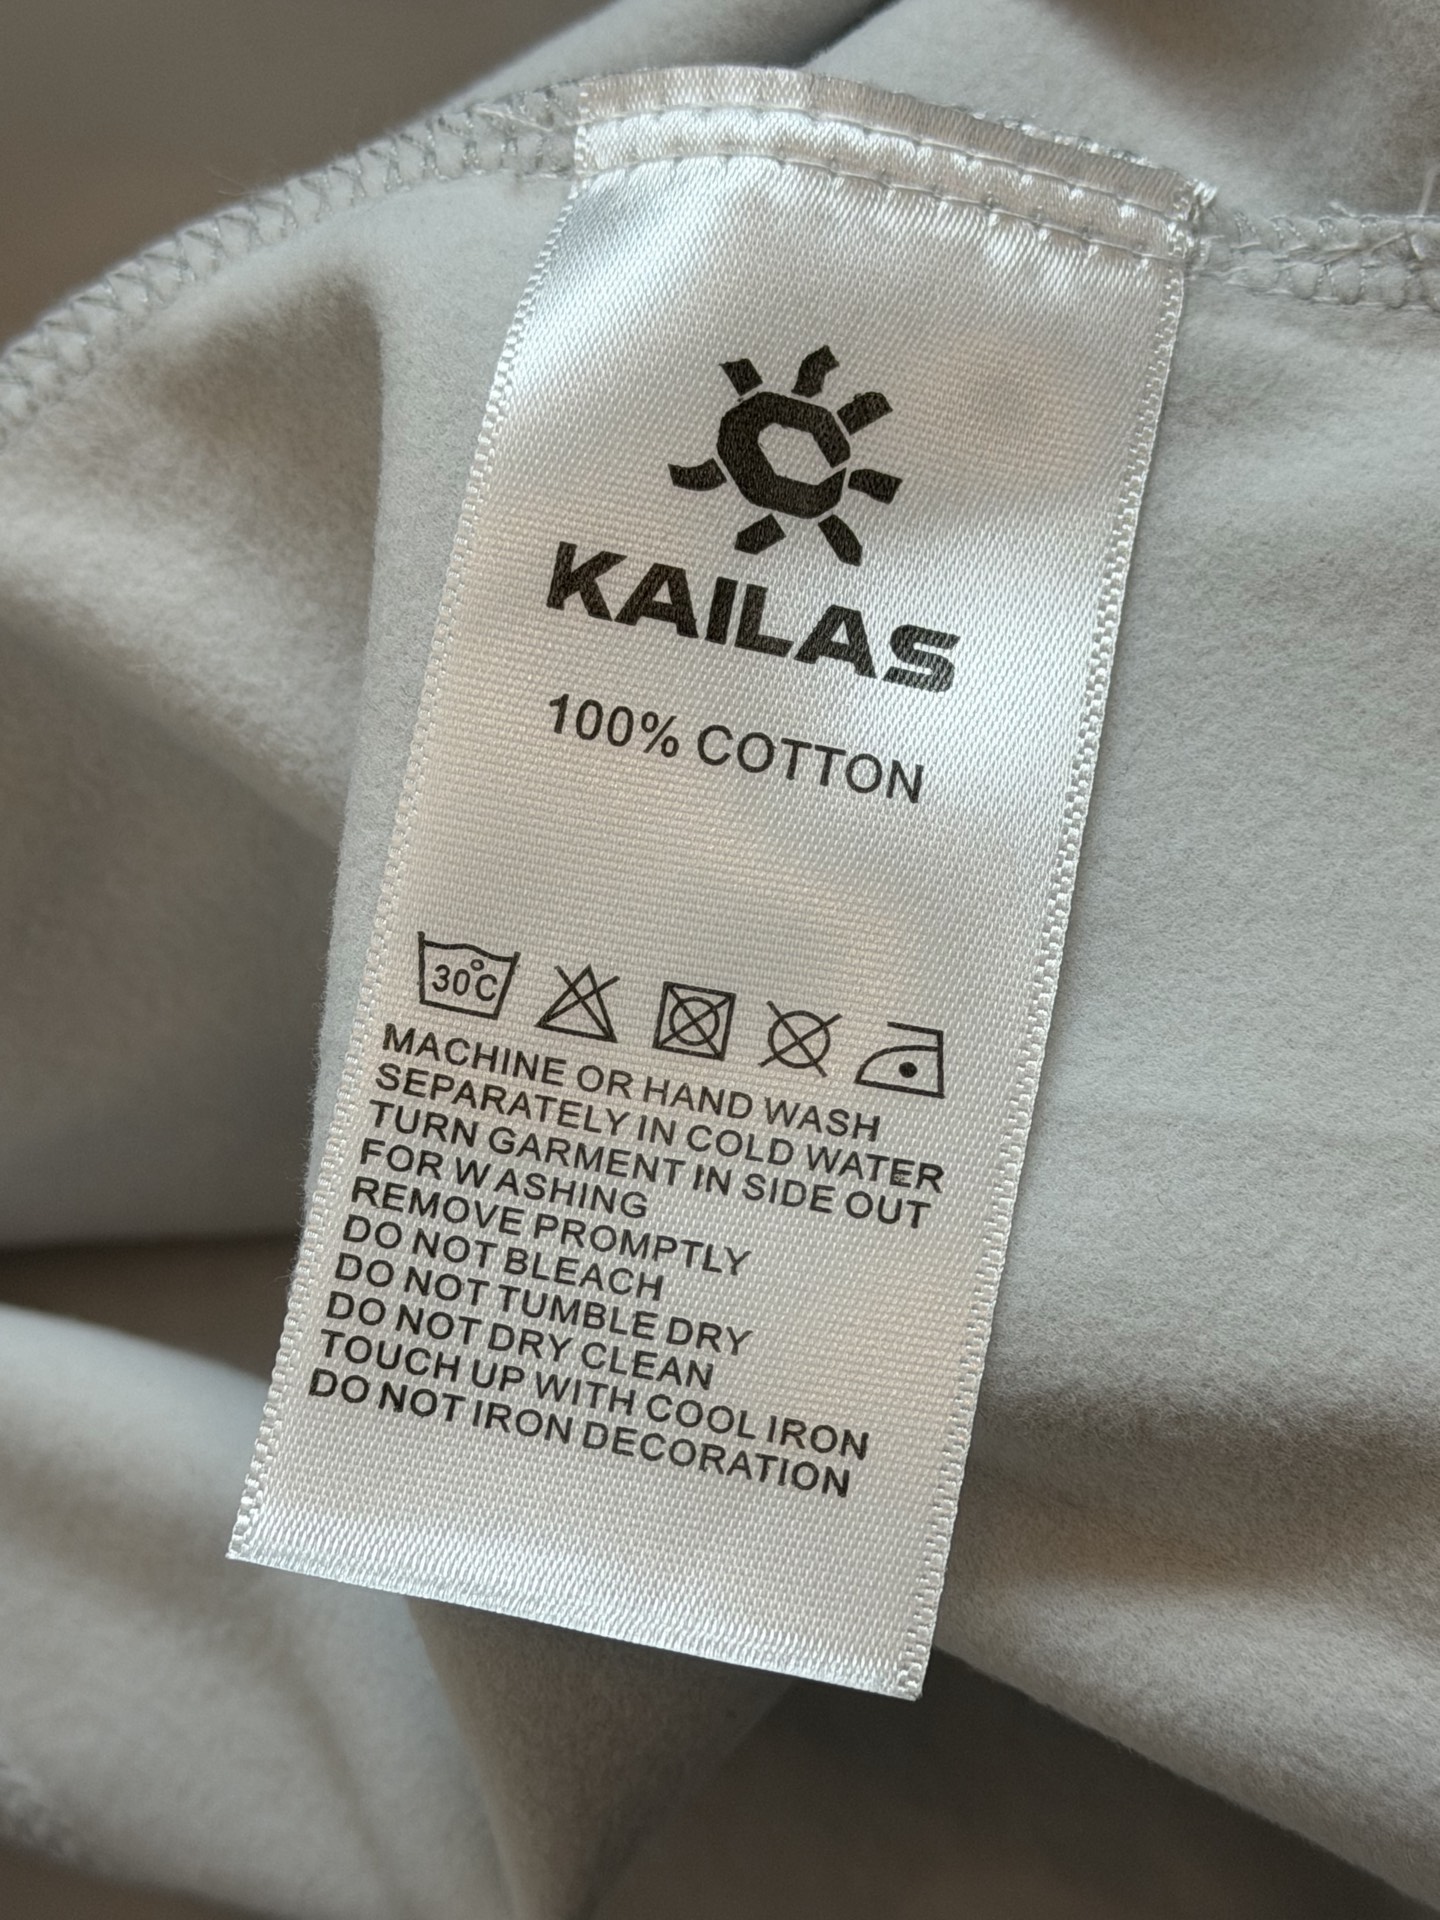 KAILAS
100% COTTON
30°C
MACHINE OR HAND WASH
SEPARATELY IN COLD WATER
TURN GARMENT IN SIDE OUT
FOR WASHING
REMOVE PROMPTLY
DO NOT BLEACH
DO NOT TUMBLE DRY
DO NOT DRY CLEAN
TOUCH UP WITH COOL IRON
DO NOT IRON DECORATION